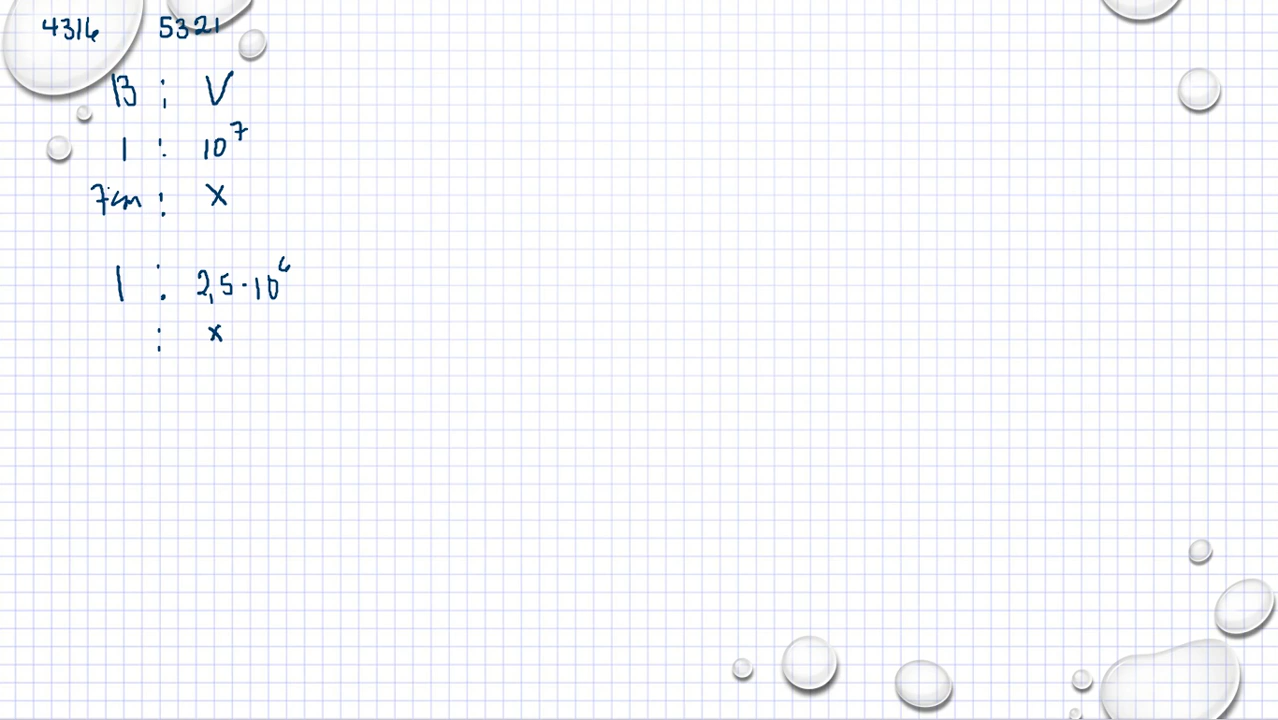 4316 5321
B : V
1 : 10⁷
7cm : x
1 : 2,5 · 10⁶
: x